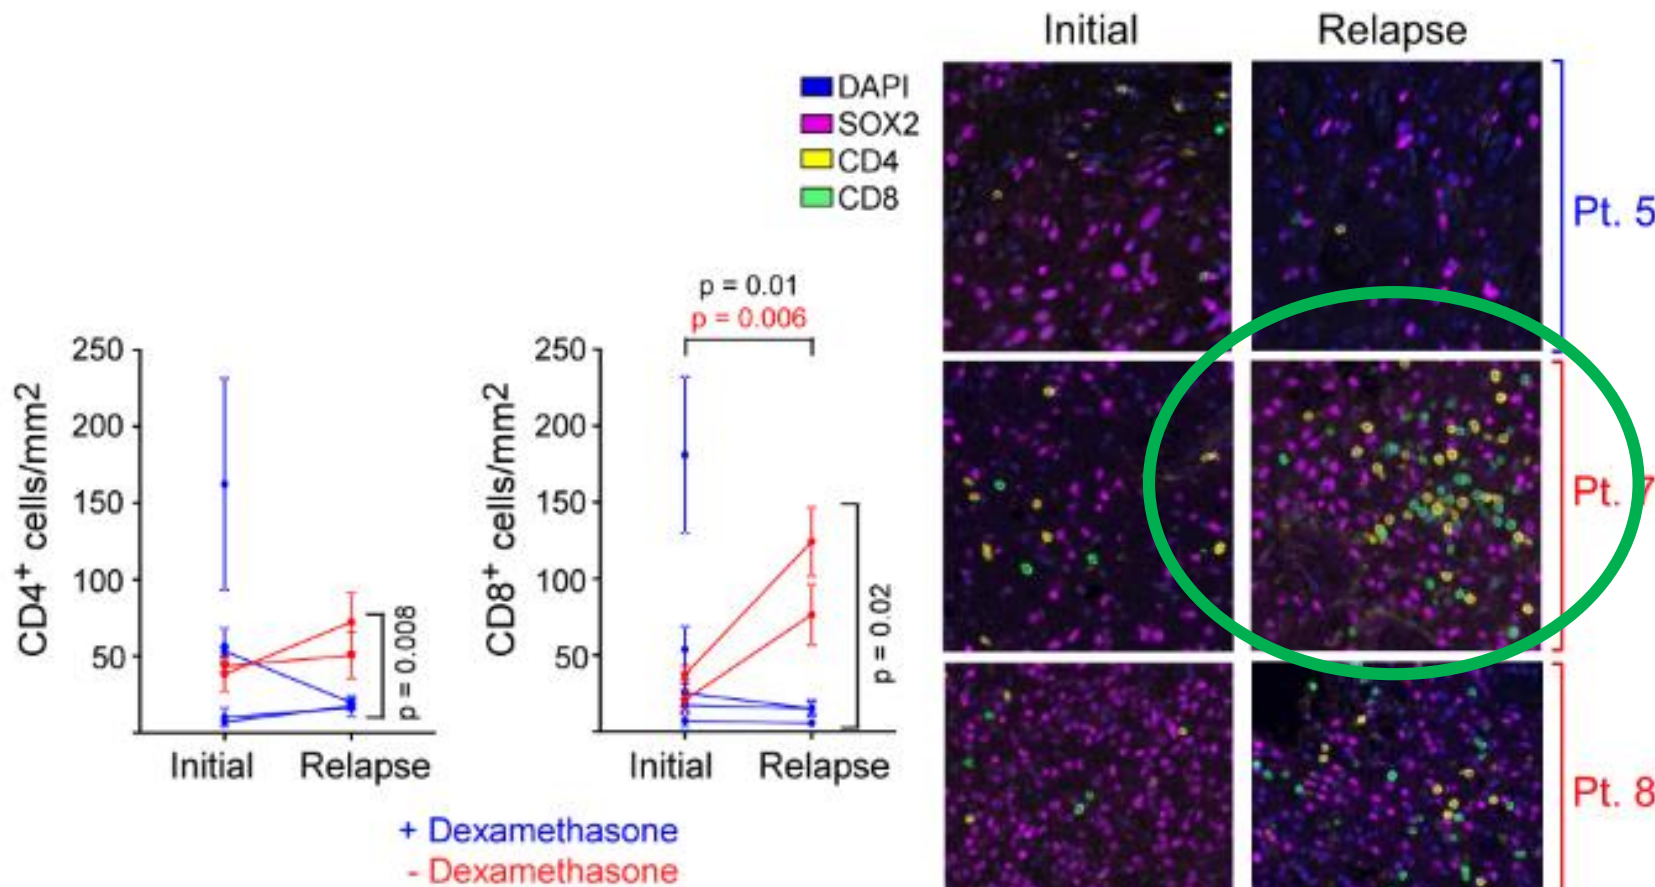 Initial
Relapse
DAPI
SOX2
CD4
CD8
Pt. 5
p = 0.01
p = 0.006
CD4+ cells/mm2
250
200
150
100
50
p = 0.008
Initial
Relapse
CD8+ cells/mm2
250
200
150
100
50
p = 0.02
Initial
Relapse
Pt. 7
Pt. 8
+ Dexamethasone
- Dexamethasone